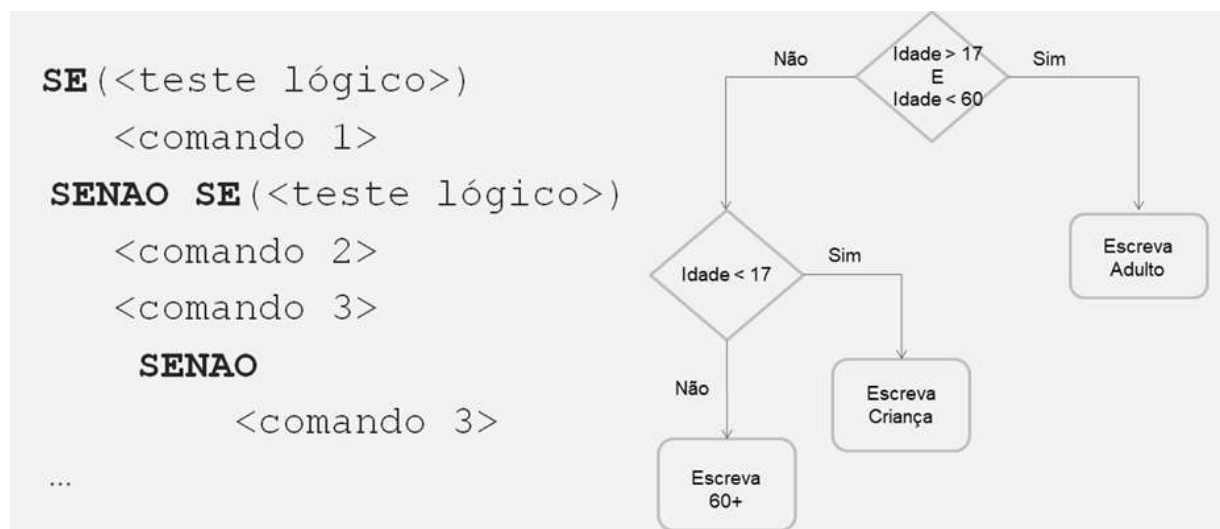 SE(<teste lógico>)
<comando 1>
SENAO SE(<teste lógico>)
<comando 2>
<comando 3>
SENAO
<comando 3>
...
Idade > 17
E
Idade < 60
Não
Sim
Escreva
Adulto
Idade < 17
Sim
Não
Escreva
Criança
Escreva
60+